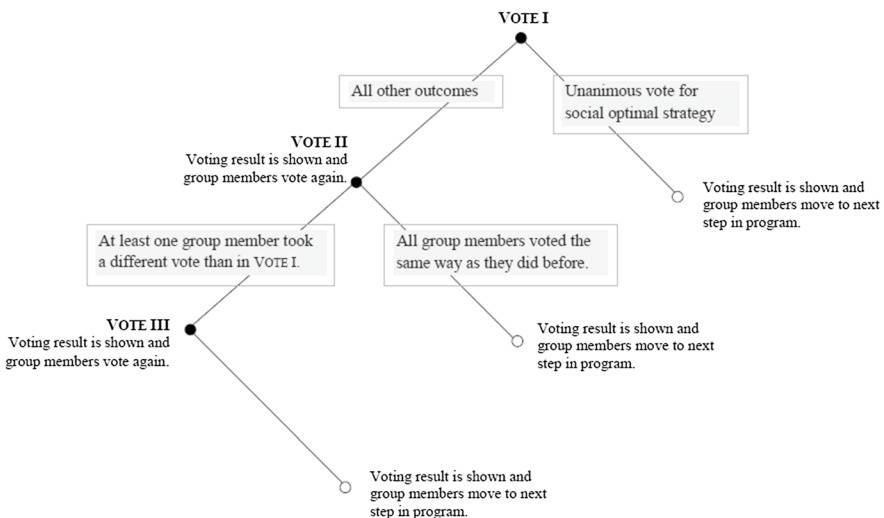 VOTE I
All other outcomes
Unanimous vote for
social optimal strategy
VOTE II
Voting result is shown and
group members vote again.
Voting result is shown and
group members move to next
step in program.
At least one group member took
a different vote than in VOTE I.
All group members voted the
same way as they did before.
VOTE III
Voting result is shown and
group members vote again.
Voting result is shown and
group members move to next
step in program.
Voting result is shown and
group members move to next
step in program.